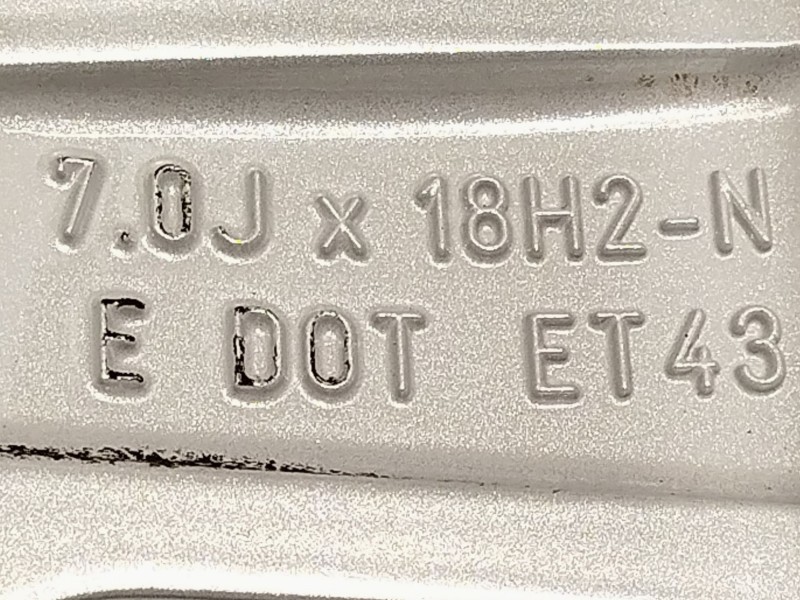 7.0J x 18H2-N
E DOT ET43